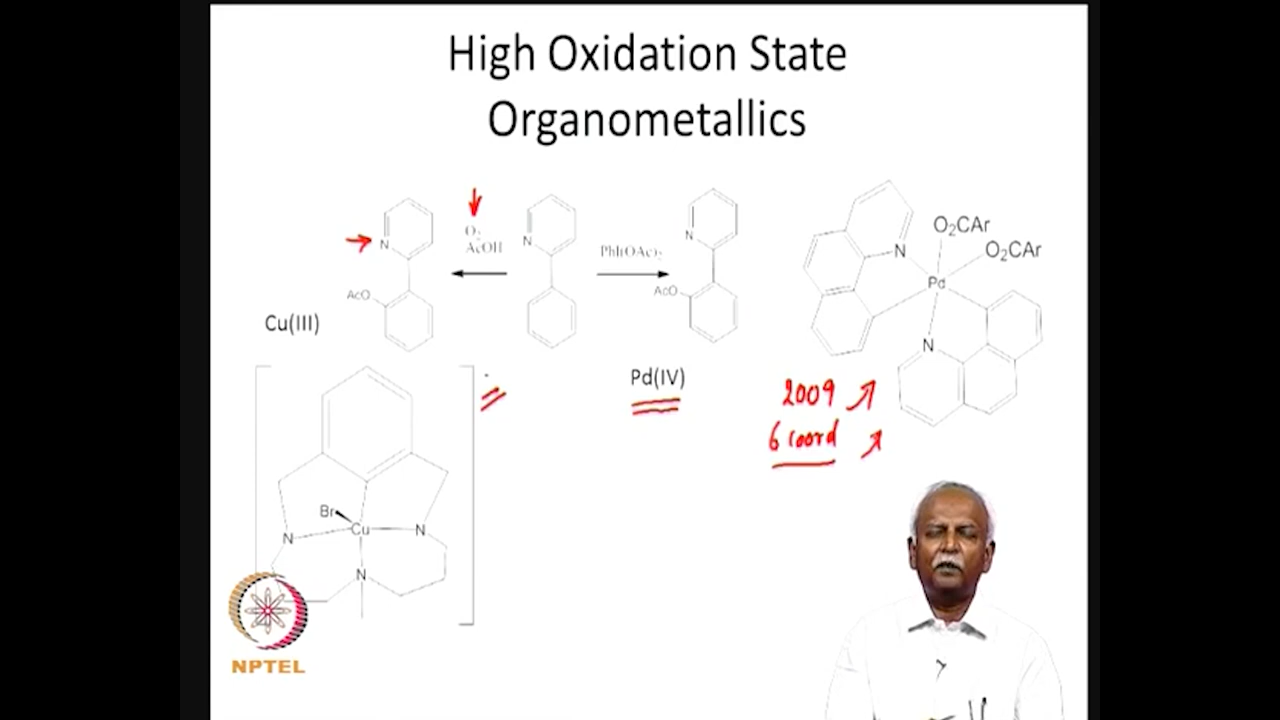 High Oxidation State
Organometallics
N
O2
AcOH
AcO
Cu(III)
N
PhI(OAc)2
N
AcO
Pd(IV)
O2CAr
O2CAr
N
Pd
N
2009
6 coord
Br
Cu
N
N
N
NPTEL